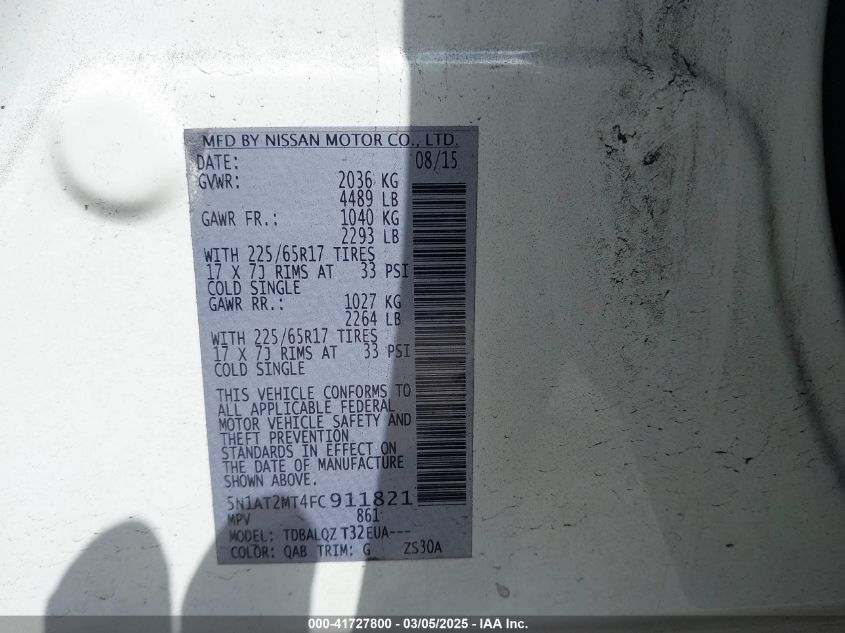 MFD BY NISSAN MOTOR CO., LTD.
DATE: 08/15
GVWR: 2036 KG
4489 LB
GAWR FR.: 1040 KG
2293 LB
WITH 225/65R17 TIRES
17 X 7J RIMS AT 33 PSI
COLD SINGLE
GAWR RR.: 1027 KG
2264 LB
WITH 225/65R17 TIRES
17 X 7J RIMS AT 33 PSI
COLD SINGLE
THIS VEHICLE CONFORMS TO
ALL APPLICABLE FEDERAL
MOTOR VEHICLE SAFETY AND
THEFT PREVENTION
STANDARDS IN EFFECT ON
THE DATE OF MANUFACTURE
SHOWN ABOVE.
5N1AT2MT4FC911821
MPV 861
MODEL: TDBALQZ T32EUA---
COLOR: QAB TRIM: G ZS30A
000-41727800 - 03/05/2025 - IAA Inc.